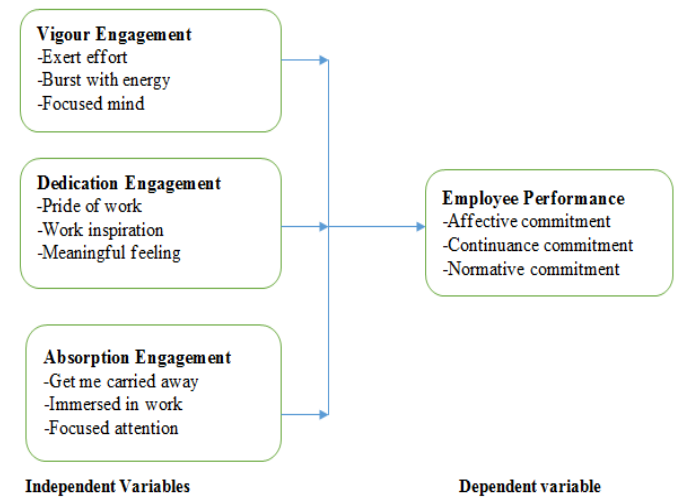 Vigour Engagement
-Exert effort
-Burst with energy
-Focused mind
Dedication Engagement
-Pride of work
-Work inspiration
-Meaningful feeling
Absorption Engagement
-Get me carried away
-Immersed in work
-Focused attention
Employee Performance
-Affective commitment
-Continuance commitment
-Normative commitment
Independent Variables
Dependent variable